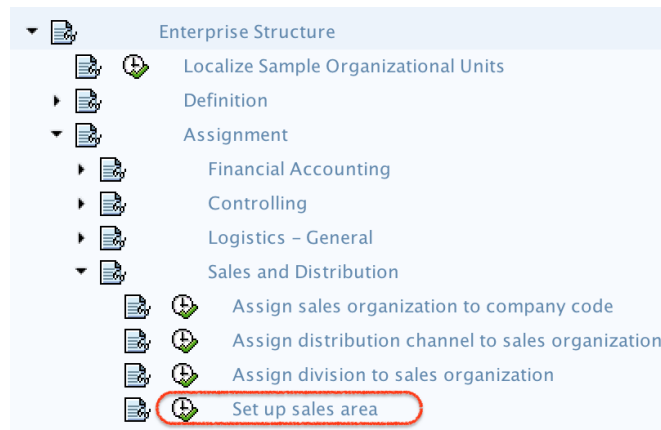 Enterprise Structure
Localize Sample Organizational Units
Definition
Assignment
Financial Accounting
Controlling
Logistics – General
Sales and Distribution
Assign sales organization to company code
Assign distribution channel to sales organization
Assign division to sales organization
Set up sales area